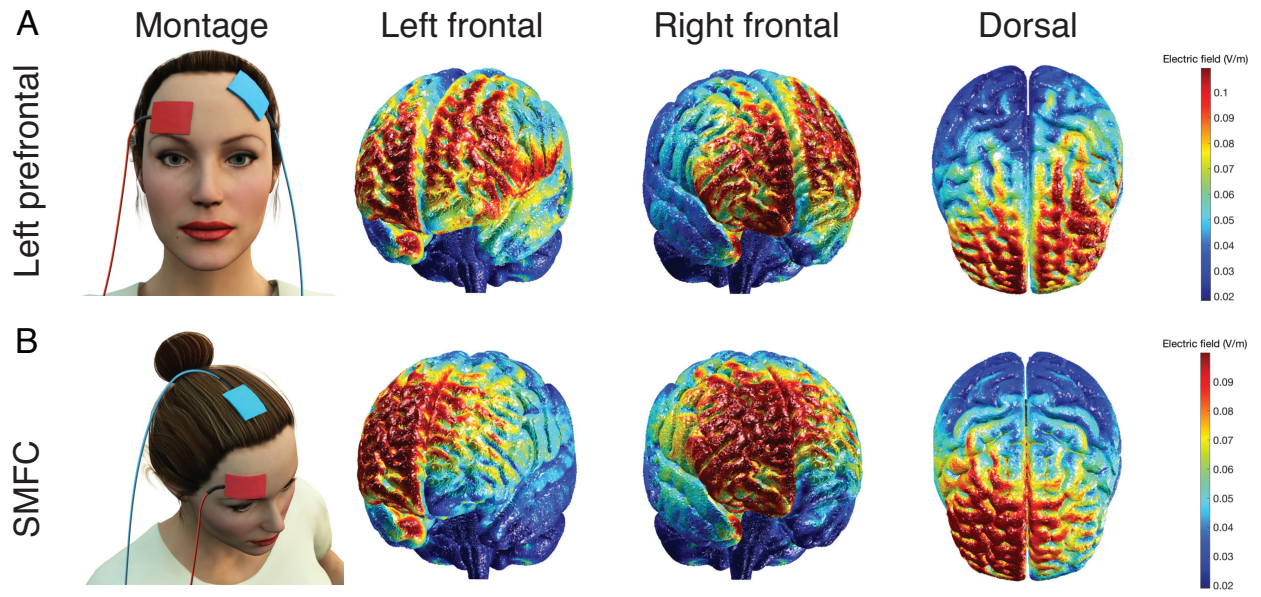 A
Montage
Left frontal
Right frontal
Dorsal
Left prefrontal
Electric field (V/m)
0.1
0.09
0.08
0.07
0.06
0.05
0.04
0.03
0.02
B
SMFC
Electric field (V/m)
0.09
0.08
0.07
0.06
0.05
0.04
0.03
0.02